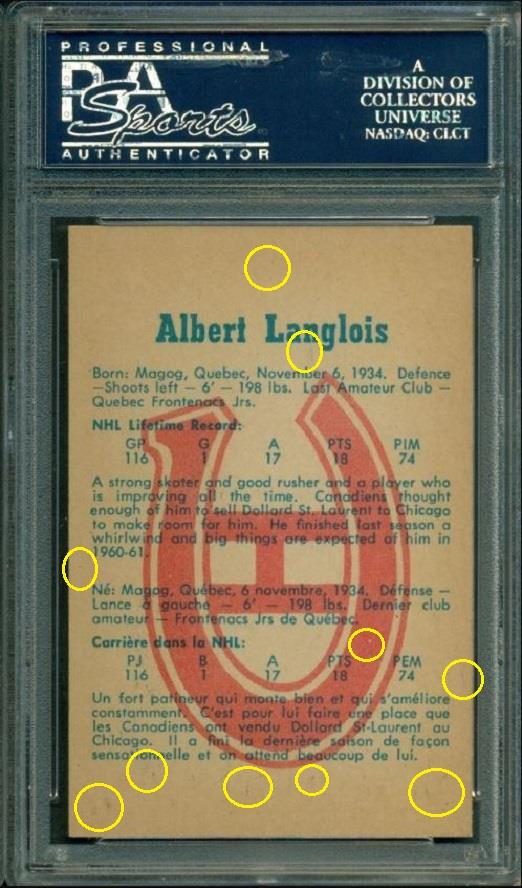 PROFESSIONAL
PSA
Sports
AUTHENTICATOR
A
DIVISION OF
COLLECTORS
UNIVERSE
NASDAQ: CLCT
Albert Langlois
Born: Magog, Quebec, November 6, 1934. Defence
—Shoots left — 6' — 198 lbs. Last Amateur Club —
Quebec Frontenacs Jrs.
NHL Lifetime Record:
GP G A PTS PIM
116 1 17 18 74
A strong skater and good rusher and a player who
is improving all the time. Canadiens thought
enough of him to sell Dollard St. Laurent to Chicago
to make room for him. He finished last season a
whirlwind and big things are expected of him in
1960-61.
Né: Magog, Québec, 6 novembre, 1934. Défense —
Lance à gauche — 6' — 198 lbs. Dernier club
amateur — Frontenacs Jrs de Québec.
Carrière dans la NHL:
PJ B A PTS PEM
116 1 17 18 74
Un fort patineur qui monte bien et qui s'améliore
constamment. C'est pour lui faire une place que
les Canadiens ont vendu Dollard St-Laurent au
Chicago. Il a fini la dernière saison de façon
sensationnelle et on attend beaucoup de lui.